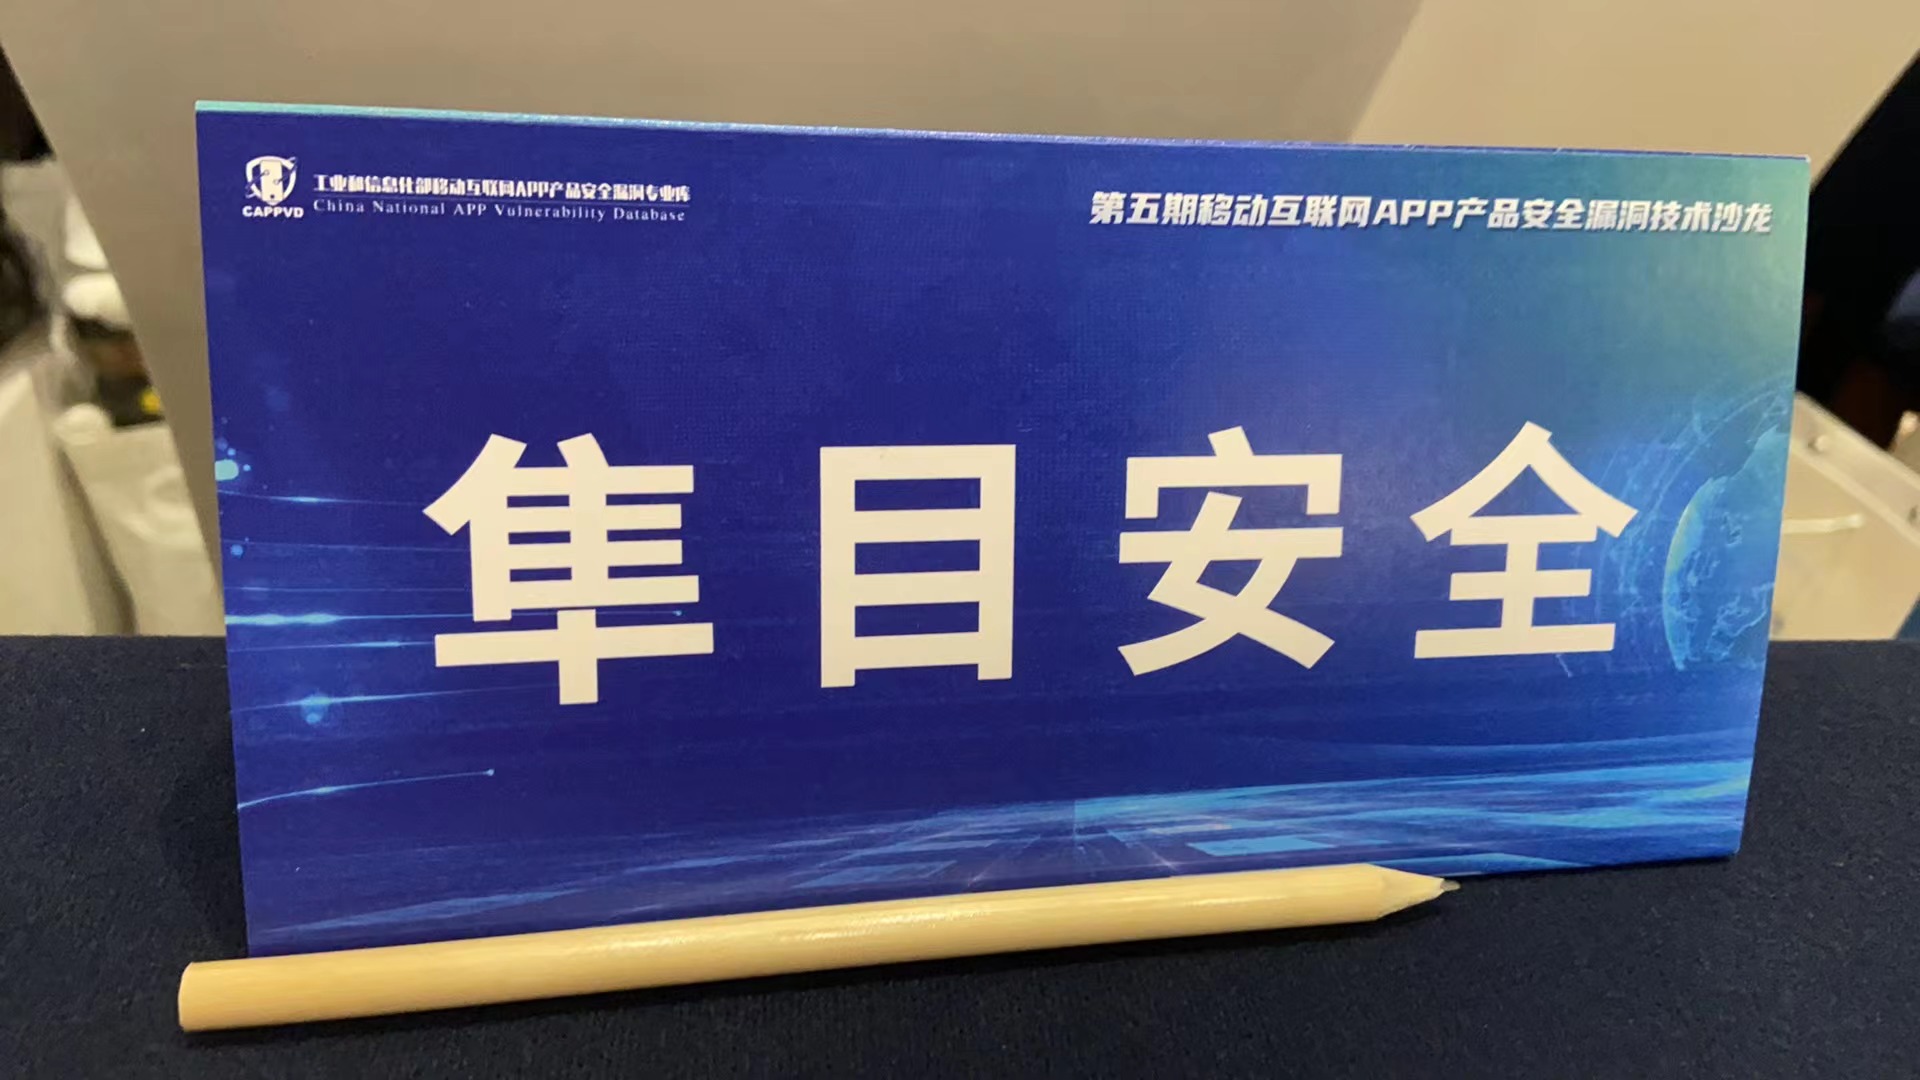 工业和信息化部移动互联网APP产品安全漏洞专业库
CAPPVD
China National APP Vulnerability Database
第五期移动互联网APP产品安全漏洞技术沙龙
隼目安全